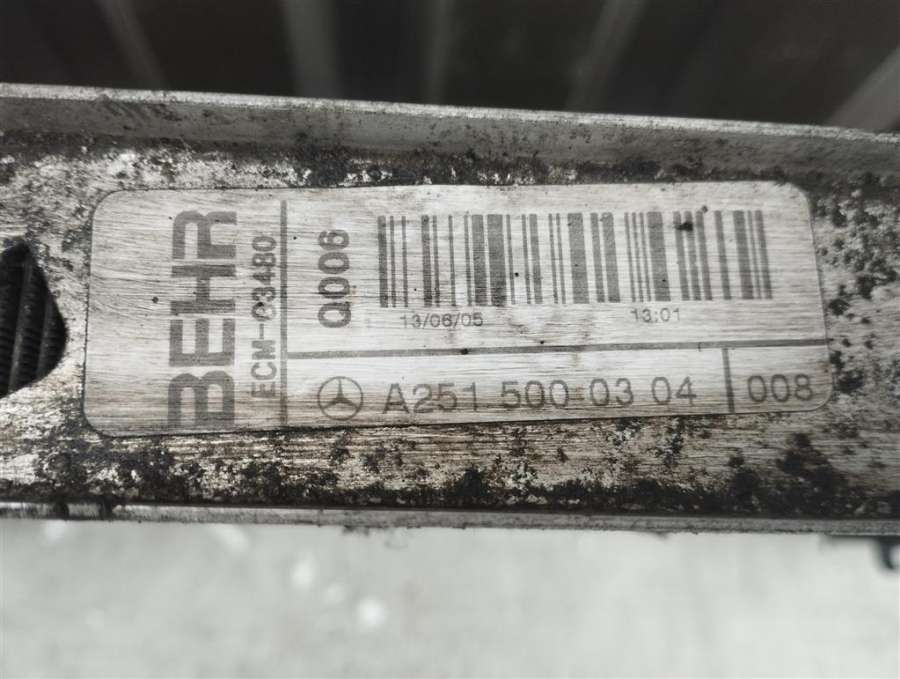 BEHR
ECM-03480
Q006
13/06/05 13:01
A251 500 03 04 008